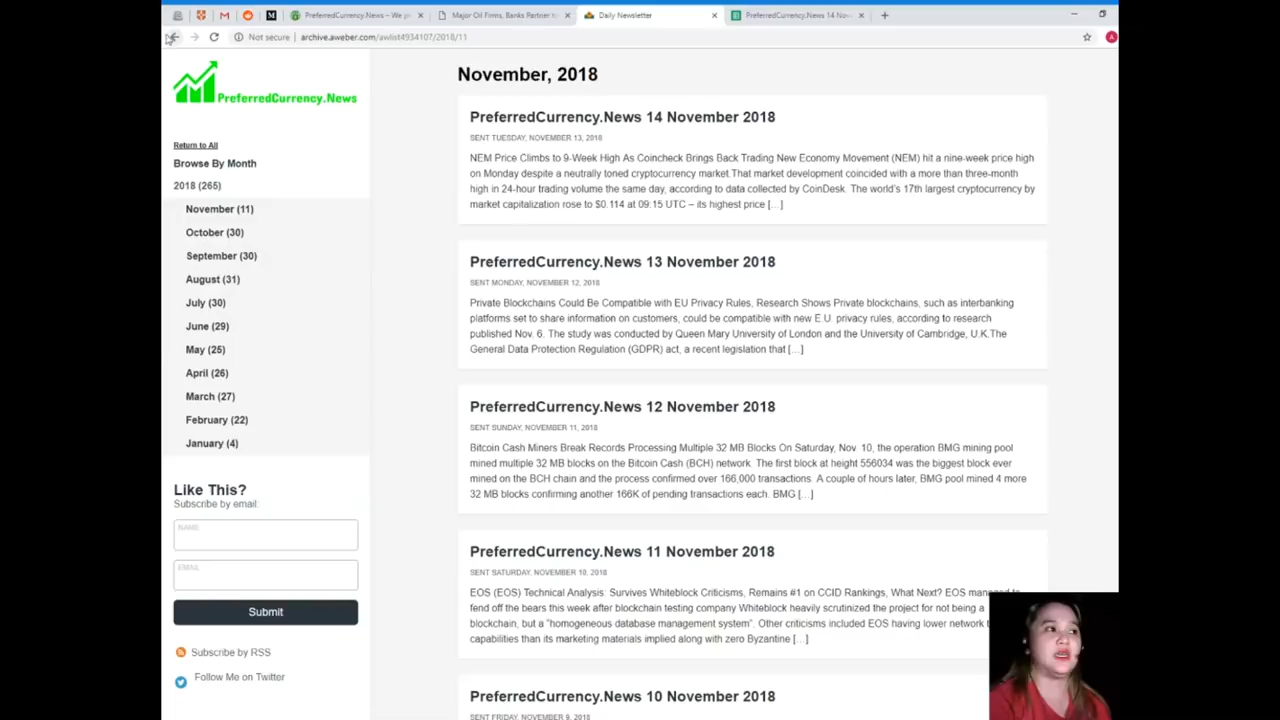 PreferredCurrency.News – We p
Major Oil Firms, Banks Partner to
Daily Newsletter
PreferredCurrency.News 14 Nov
Not secure | archive.aweber.com/awlist4934107/2018/11
PreferredCurrency.News
Return to All
Browse By Month
2018 (265)
November (11)
October (30)
September (30)
August (31)
July (30)
June (29)
May (25)
April (26)
March (27)
February (22)
January (4)
Like This?
Subscribe by email:
NAME:
EMAIL
Submit
Subscribe by RSS
Follow Me on Twitter
November, 2018
PreferredCurrency.News 14 November 2018
SENT TUESDAY, NOVEMBER 13, 2018
NEM Price Climbs to 9-Week High As Coincheck Brings Back Trading New Economy Movement (NEM) hit a nine-week price high
on Monday despite a neutrally toned cryptocurrency market.That market development coincided with a more than three-month
high in 24-hour trading volume the same day, according to data collected by CoinDesk. The world's 17th largest cryptocurrency by
market capitalization rose to $0.114 at 09:15 UTC – its highest price [...]
PreferredCurrency.News 13 November 2018
SENT MONDAY, NOVEMBER 12, 2018
Private Blockchains Could Be Compatible with EU Privacy Rules, Research Shows Private blockchains, such as interbanking
platforms set to share information on customers, could be compatible with new E.U. privacy rules, according to research
published Nov. 6. The study was conducted by Queen Mary University of London and the University of Cambridge, U.K.The
General Data Protection Regulation (GDPR) act, a recent legislation that [...]
PreferredCurrency.News 12 November 2018
SENT SUNDAY, NOVEMBER 11, 2018
Bitcoin Cash Miners Break Records Processing Multiple 32 MB Blocks On Saturday, Nov. 10, the operation BMG mining pool
mined multiple 32 MB blocks on the Bitcoin Cash (BCH) network. The first block at height 556034 was the biggest block ever
mined on the BCH chain and the process confirmed over 166,000 transactions. A couple of hours later, BMG pool mined 4 more
32 MB blocks confirming another 166K of pending transactions each. BMG [...]
PreferredCurrency.News 11 November 2018
SENT SATURDAY, NOVEMBER 10, 2018
EOS (EOS) Technical Analysis: Survives Whiteblock Criticisms, Remains #1 on CCID Rankings, What Next? EOS managed to
fend off the bears this week after blockchain testing company Whiteblock heavily scrutinized the project for not being a
blockchain, but a "homogeneous database management system". Other criticisms included EOS having lower network
capabilities than its marketing materials implied along with zero Byzantine [...]
PreferredCurrency.News 10 November 2018
SENT FRIDAY, NOVEMBER 9, 2018